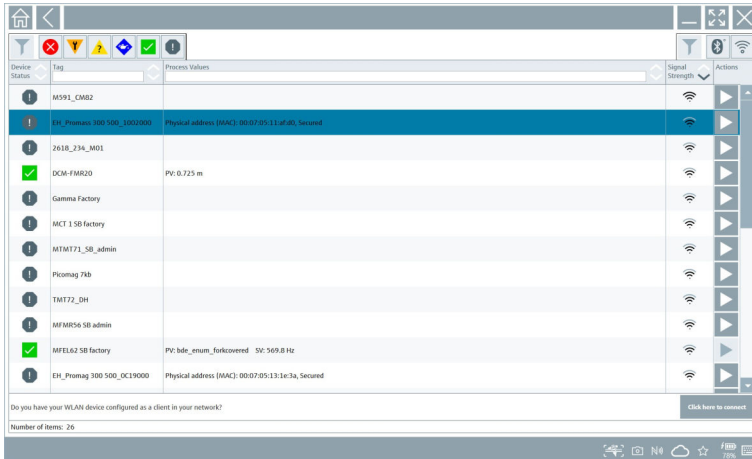 Device Status
Tag
Process Values
Signal Strength
Actions
M591_CM82
EH_Promass 300 500_1002000 Physical address (MAC): 00:07:05:11:af:d0, Secured
2618_234_M01
DCM-FMR20 PV: 0.725 m
Gamma Factory
MCT 1 SB factory
MTMT71_SB_admin
Picomag 7kb
TMT72_DH
MFMR56 SB admin
MFEL62 SB factory PV: bde_enum_forkcovered SV: 569.8 Hz
EH_Promag 300 500_0C19000 Physical address (MAC): 00:07:05:13:1e:3a, Secured
Do you have your WLAN device configured as a client in your network?
Click here to connect
Number of items: 26
78%